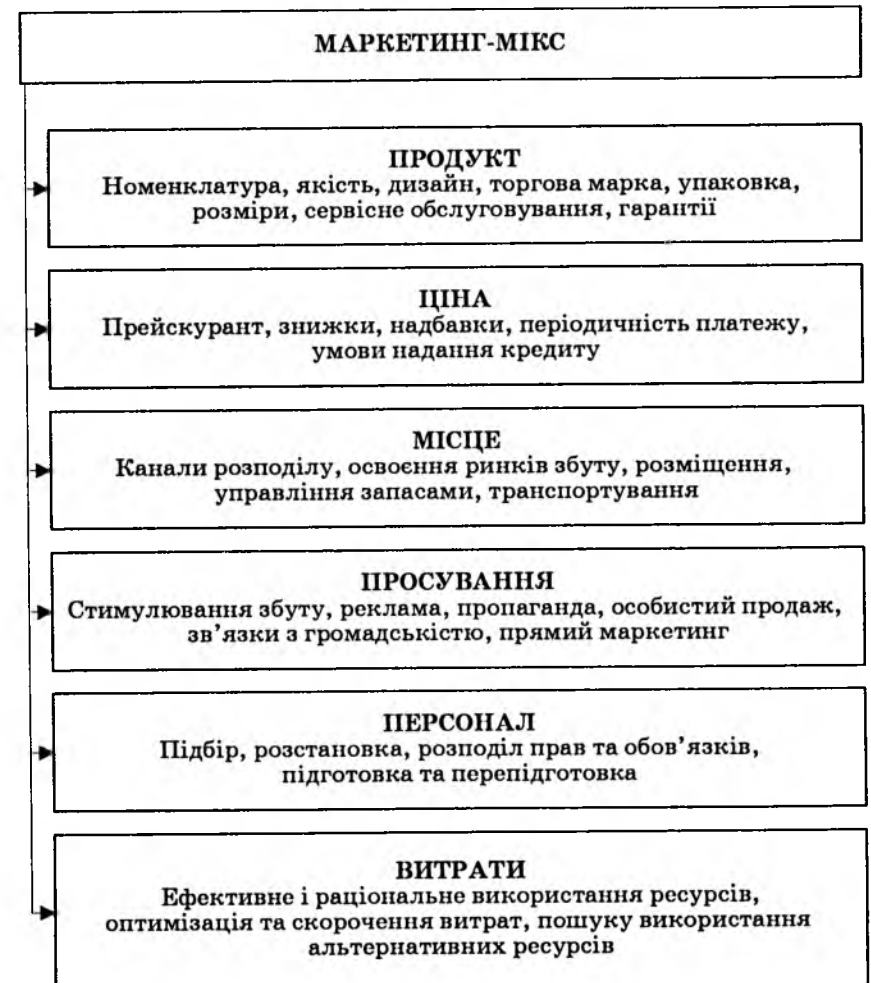 МАРКЕТИНГ-МІКС
ПРОДУКТ
Номенклатура, якість, дизайн, торгова марка, упаковка,
розміри, сервісне обслуговування, гарантії
ЦІНА
Прейскурант, знижки, надбавки, періодичність платежу,
умови надання кредиту
МІСЦЕ
Канали розподілу, освоєння ринків збуту, розміщення,
управління запасами, транспортування
ПРОСУВАННЯ
Стимулювання збуту, реклама, пропаганда, особистий продаж,
зв’язки з громадськістю, прямий маркетинг
ПЕРСОНАЛ
Підбір, розстановка, розподіл прав та обов’язків,
підготовка та перепідготовка
ВИТРАТИ
Ефективне і раціональне використання ресурсів,
оптимізація та скорочення витрат, пошуку використання
альтернативних ресурсів